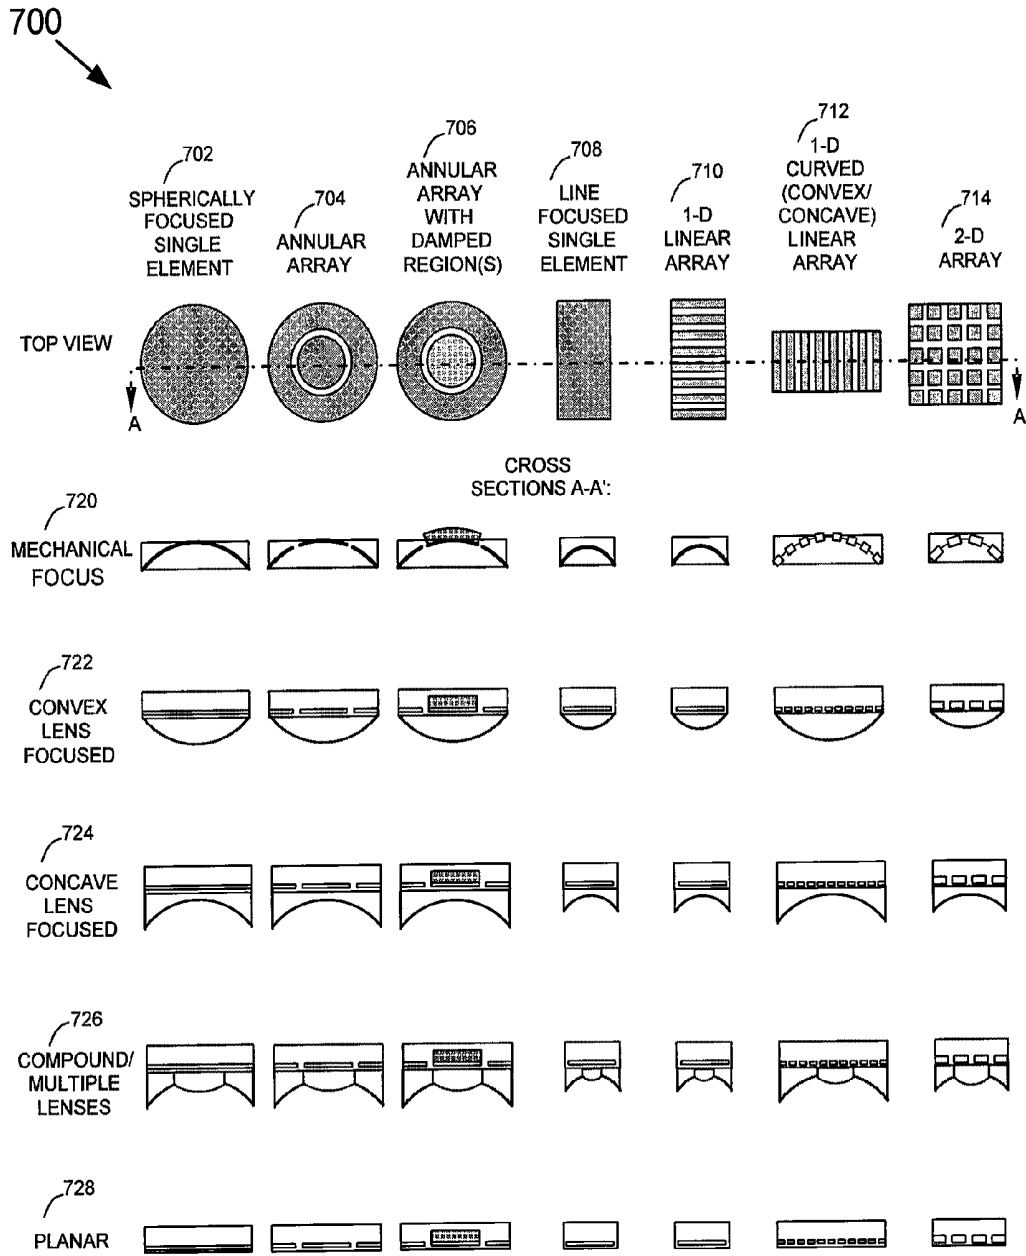 700
702
SPHERICALLY
FOCUSED
SINGLE
ELEMENT
704
ANNULAR
ARRAY
706
ANNULAR
ARRAY
WITH
DAMPED
REGION(S)
708
LINE
FOCUSED
SINGLE
ELEMENT
710
1-D
LINEAR
ARRAY
712
1-D
CURVED
(CONVEX/
CONCAVE)
LINEAR
ARRAY
714
2-D
ARRAY
TOP VIEW
A
A
CROSS
SECTIONS A-A':
720
MECHANICAL
FOCUS
722
CONVEX
LENS
FOCUSED
724
CONCAVE
LENS
FOCUSED
726
COMPOUND/
MULTIPLE
LENSES
728
PLANAR